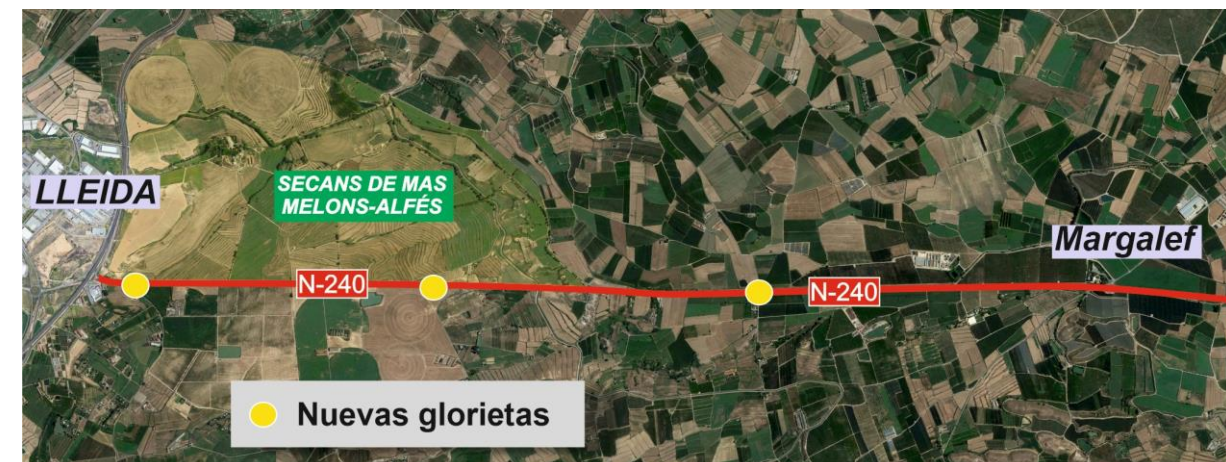 LLEIDA
SECANS DE MAS
MELONS-ALFÉS
Margalef
N-240
N-240
Nuevas glorietas